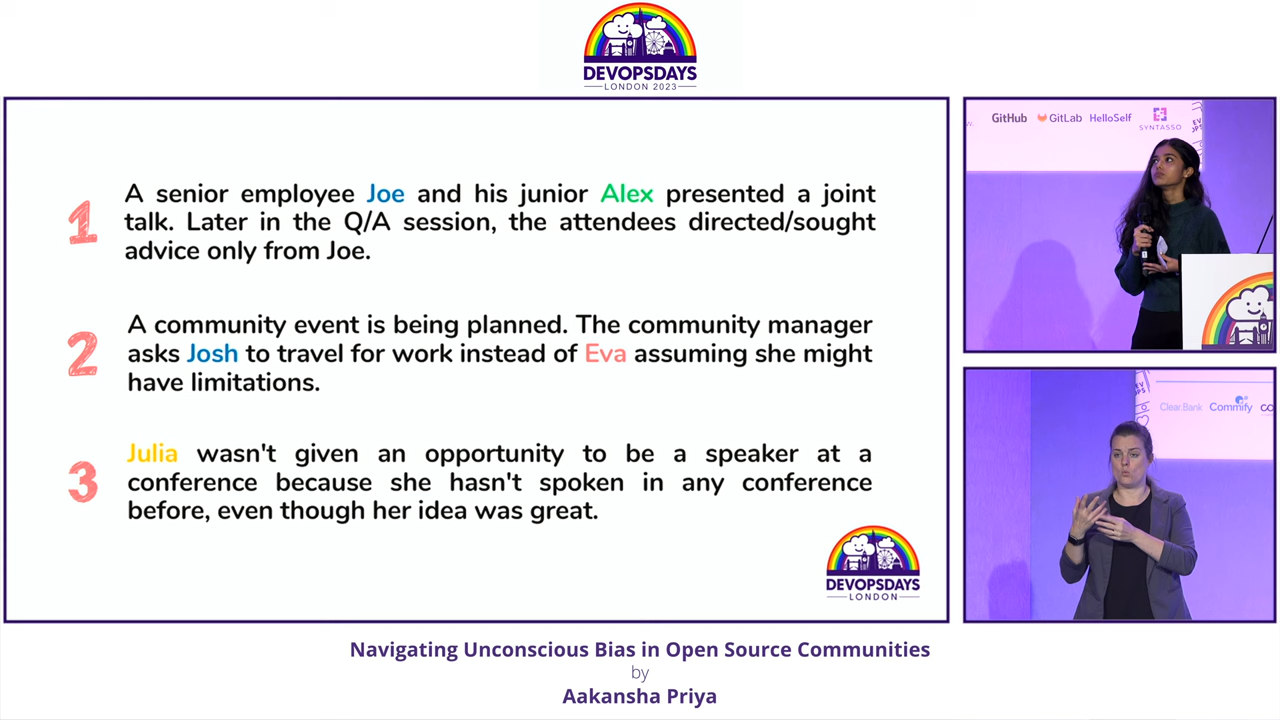 DEVOPSDAYS
LONDON 2023
1
A senior employee Joe and his junior Alex presented a joint
talk. Later in the Q/A session, the attendees directed/sought
advice only from Joe.
2
A community event is being planned. The community manager
asks Josh to travel for work instead of Eva assuming she might
have limitations.
3
Julia wasn't given an opportunity to be a speaker at a
conference because she hasn't spoken in any conference
before, even though her idea was great.
DEVOPSDAYS
LONDON
GitHub GitLab HelloSelf
SYNTASSO
Clear.Bank Commify
Navigating Unconscious Bias in Open Source Communities
by
Aakansha Priya